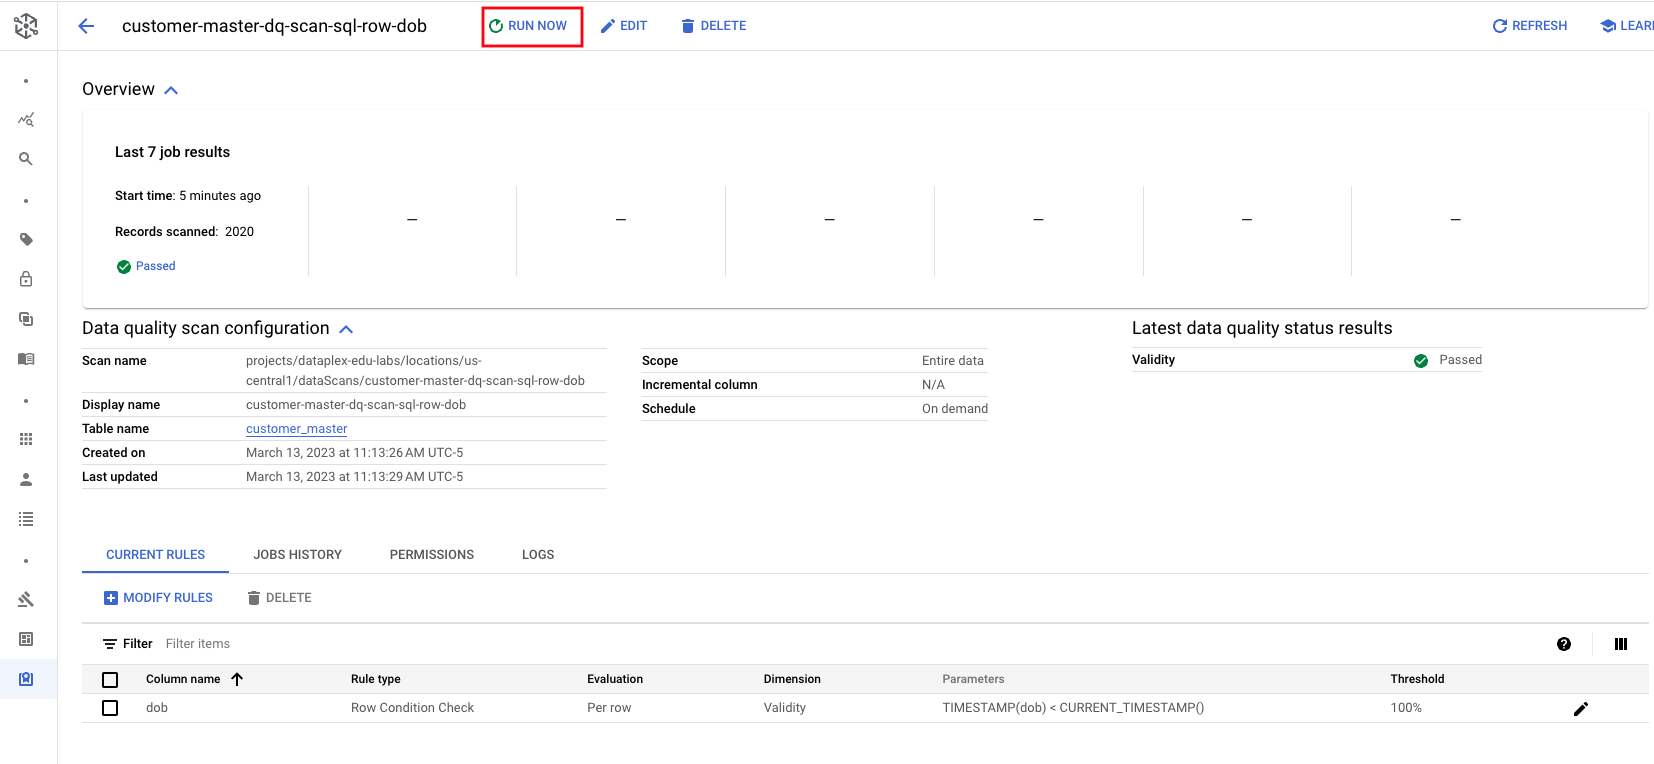 customer-master-dq-scan-sql-row-dob RUN NOW EDIT DELETE REFRESH LEARN
Overview
Last 7 job results
Start time: 5 minutes ago
— — — — — —
Records scanned: 2020
Passed
Data quality scan configuration
Scan name projects/dataplex-edu-labs/locations/us-
central1/dataScans/customer-master-dq-scan-sql-row-dob
Display name customer-master-dq-scan-sql-row-dob
Table name customer_master
Created on March 13, 2023 at 11:13:26 AM UTC-5
Last updated March 13, 2023 at 11:13:29 AM UTC-5
Scope Entire data
Incremental column N/A
Schedule On demand
Latest data quality status results
Validity Passed
CURRENT RULES JOBS HISTORY PERMISSIONS LOGS
MODIFY RULES DELETE
Filter Filter items
Column name Rule type Evaluation Dimension Parameters Threshold
dob Row Condition Check Per row Validity TIMESTAMP(dob) < CURRENT_TIMESTAMP() 100%